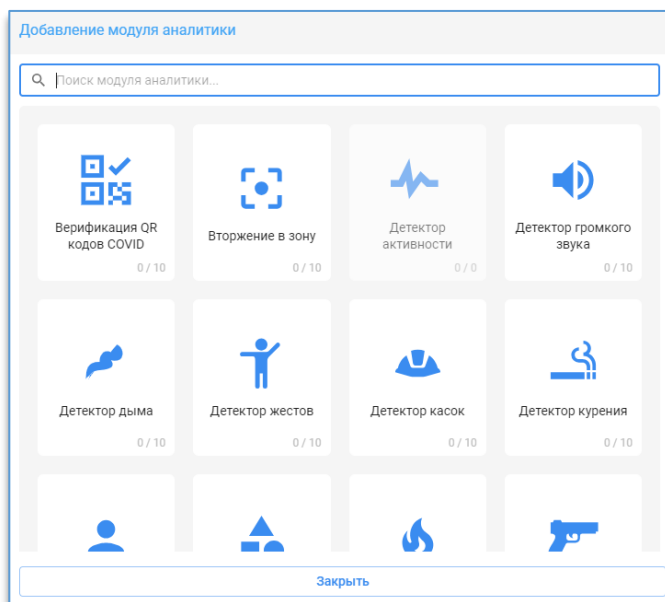 Добавление модуля аналитики
Поиск модуля аналитики...
Верификация QR
кодов COVID
0 / 10
Вторжение в зону
0 / 10
Детектор
активности
0 / 0
Детектор громкого
звука
0 / 10
Детектор дыма
0 / 10
Детектор жестов
0 / 10
Детектор касок
0 / 10
Детектор курения
0 / 10
Закрыть